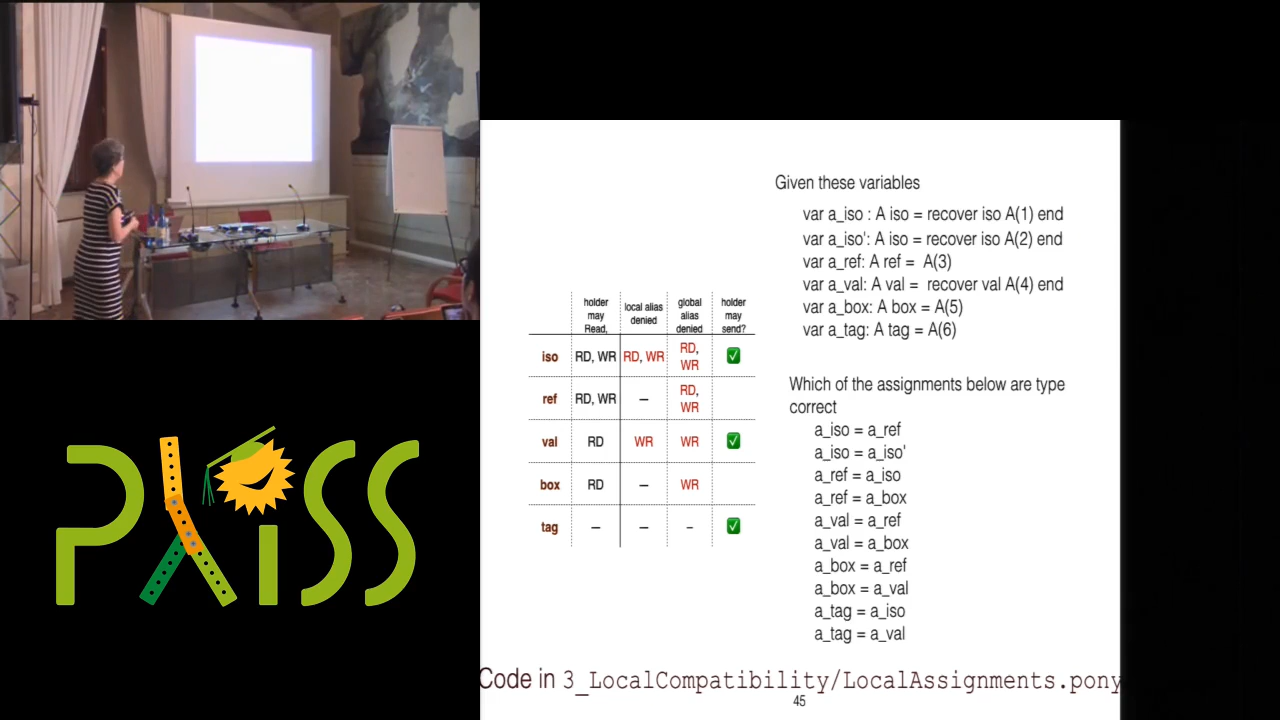 PLISS
Given these variables
var a_iso : A iso = recover iso A(1) end
var a_iso': A iso = recover iso A(2) end
var a_ref: A ref = A(3)
var a_val: A val = recover val A(4) end
var a_box: A box = A(5)
var a_tag: A tag = A(6)
holder may Read, local alias denied global alias denied holder may send?
iso RD, WR RD, WR RD, WR ✅
ref RD, WR – RD, WR
val RD WR WR ✅
box RD – WR
tag – – – ✅
Which of the assignments below are type
correct
a_iso = a_ref
a_iso = a_iso'
a_ref = a_iso
a_ref = a_box
a_val = a_ref
a_val = a_box
a_box = a_ref
a_box = a_val
a_tag = a_iso
a_tag = a_val
Code in 3_LocalCompatibility/LocalAssignments.pony
45